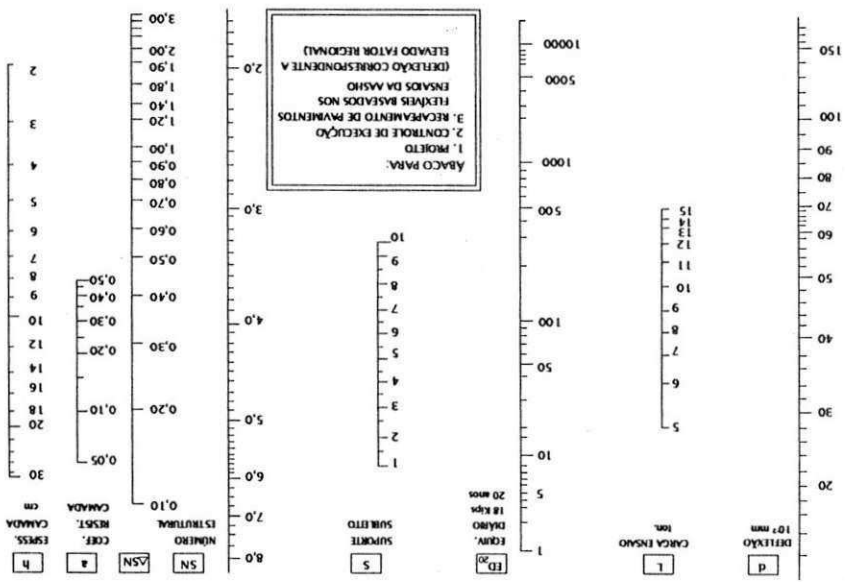 d
DEFLEXÃO
10⁻² mm
20
30
40
50
60
70
80
90
100
150
L
CARGA ENSAIO
ton.
5
6
7
8
9
10
11
12
13
14
15
ED20
EQUIV.
DIÁRIO
18 Kips
20 anos
1
5
10
50
100
500
1000
5000
10000
S
SUPORTE
SUBLEITO
1
2
3
4
5
6
7
8
9
10
8,0
7,0
6,0
5,0
4,0
3,0
2,0
SN
△SN
NÚMERO
ESTRUTURAL
0,10
0,20
0,30
0,40
0,50
0,60
0,70
0,80
0,90
1,00
1,20
1,40
1,80
1,90
2,00
3,00
a
COEF.
RESIST.
CAMADA
0,05
0,10
0,20
0,30
0,40
0,50
h
ESPESS.
CAMADA
cm
30
20
18
16
14
12
10
9
8
7
6
5
4
3
2
ÁBACO PARA:
1. PROJETO
2. CONTROLE DE EXECUÇÃO
3. RECAPEAMENTO DE PAVIMENTOS
FLEXÍVEIS BASEADOS NOS
ENSAIOS DA AASHO
(DEFLEXÃO CORRESPONDENTE A
ELEVADO FATOR REGIONAL)